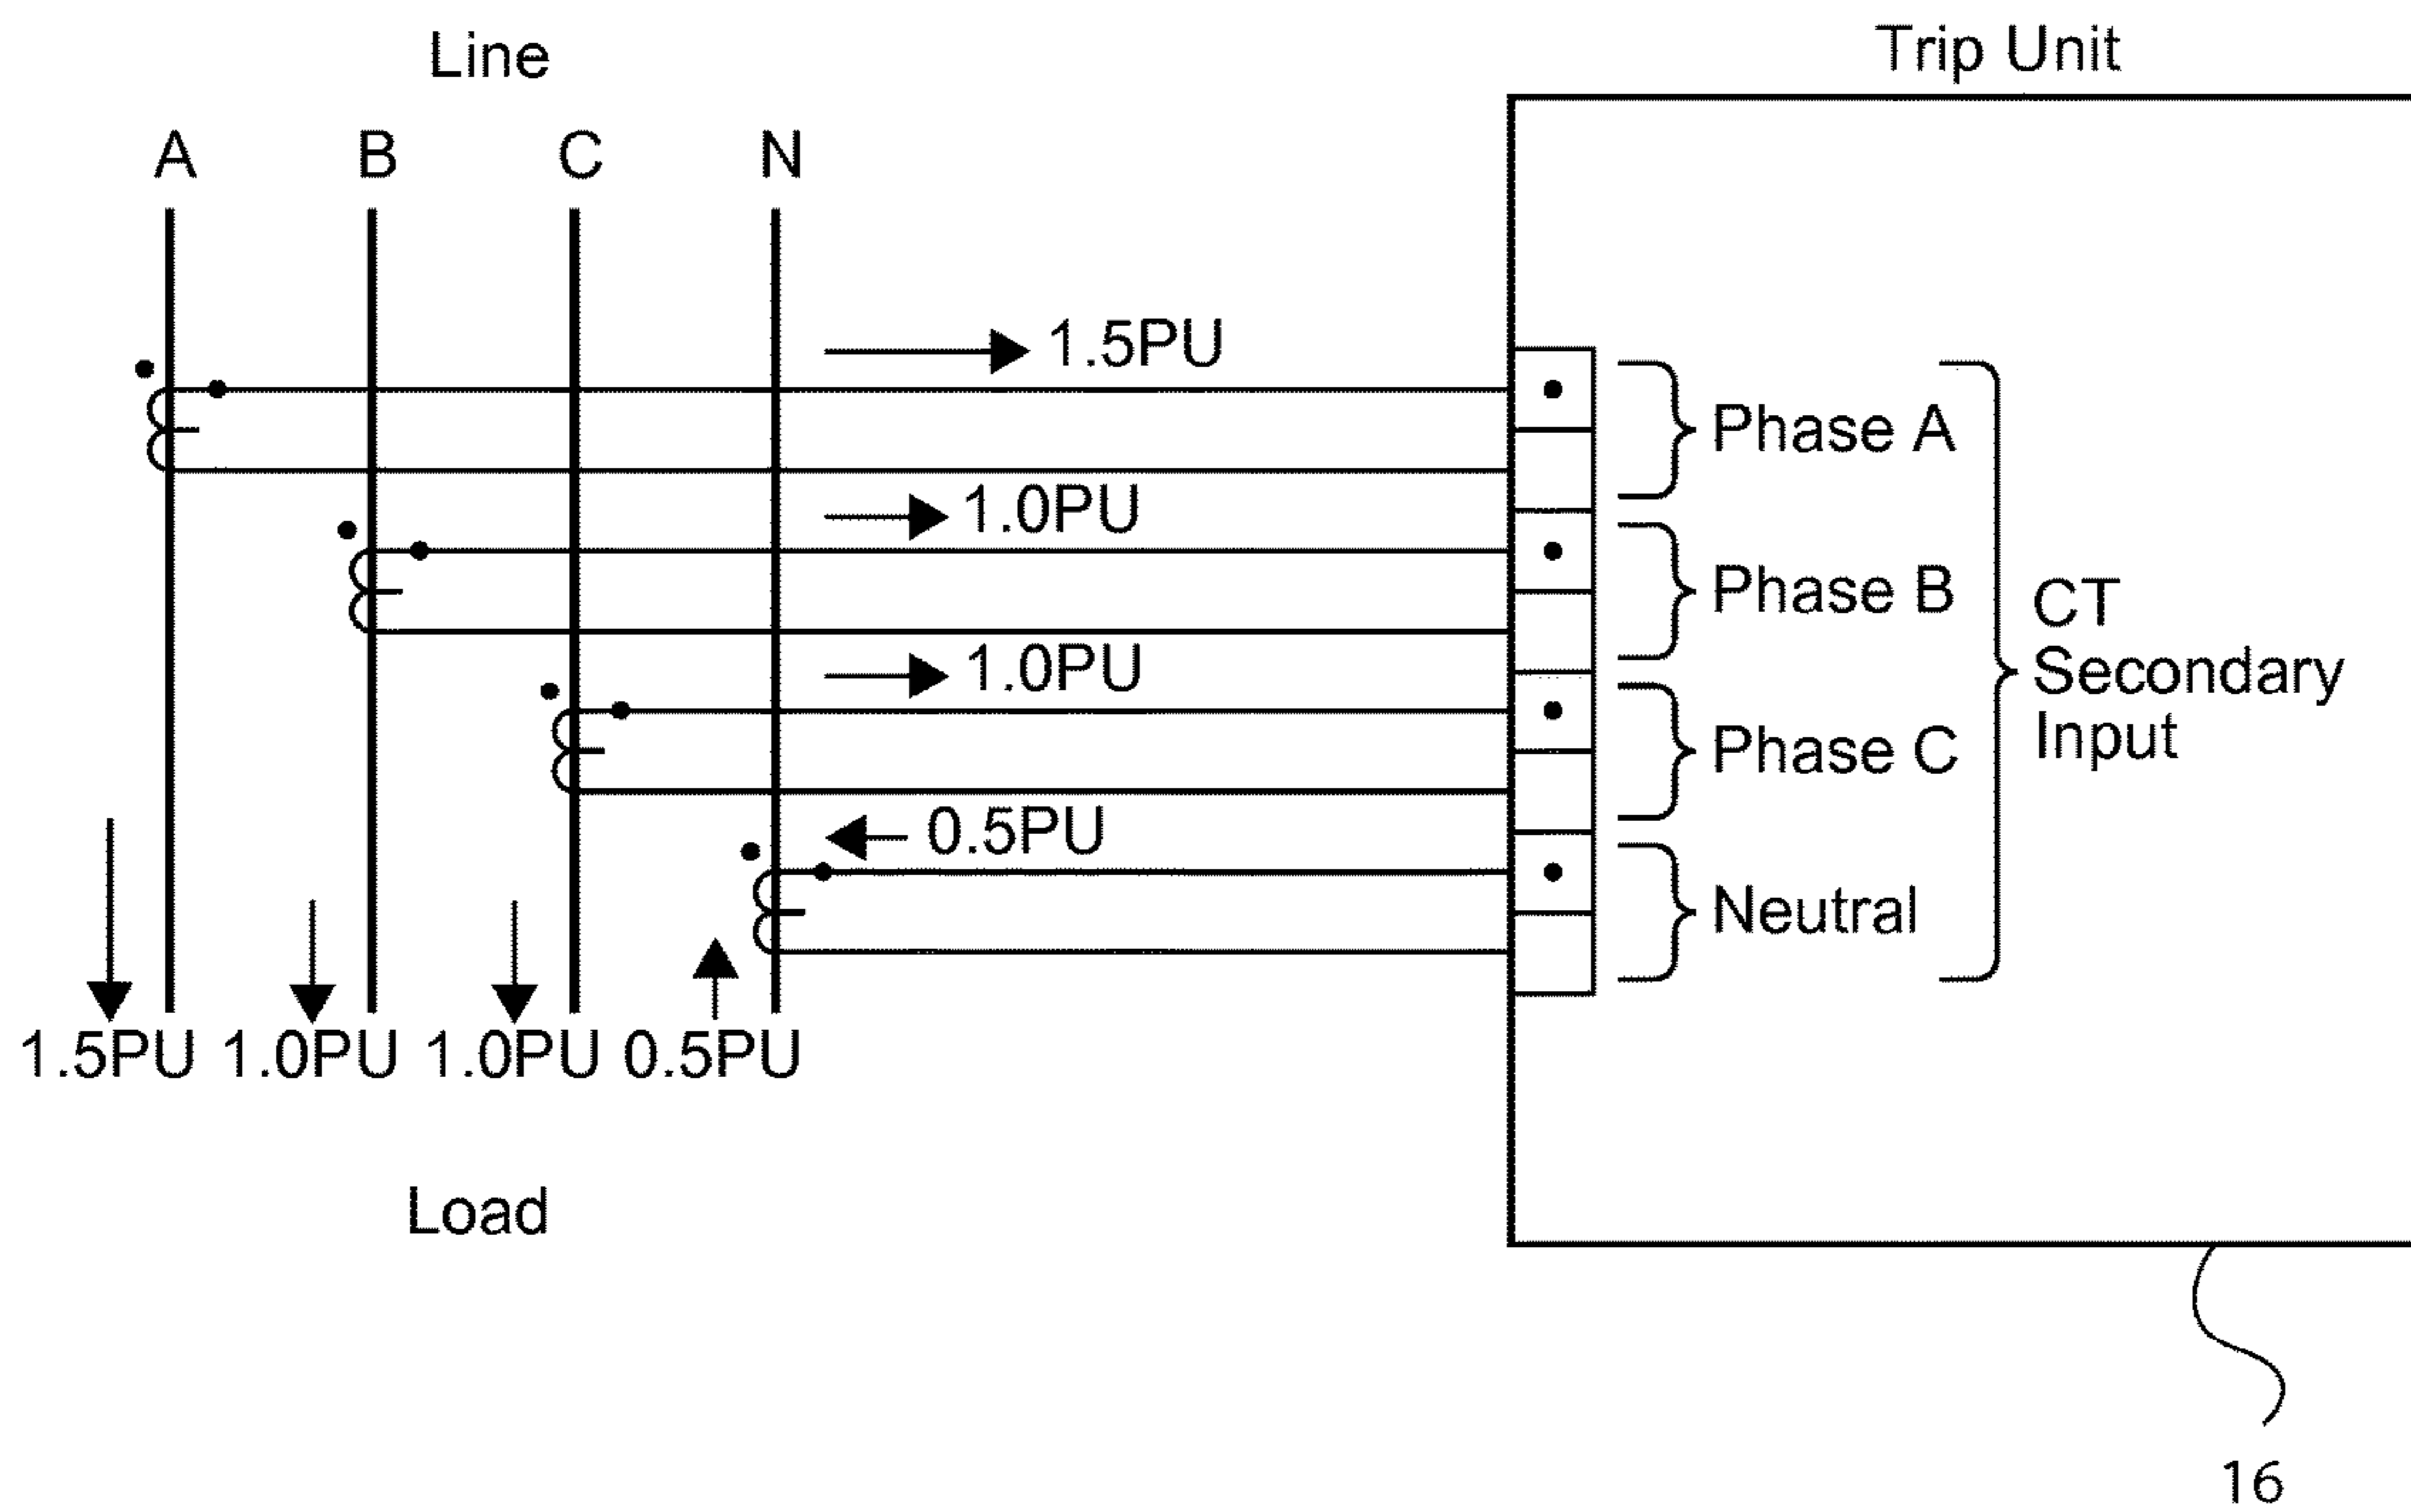 Line
Trip Unit
A B C N
1.5PU
Phase A
1.0PU
Phase B
CT
Secondary
Input
1.0PU
Phase C
0.5PU
Neutral
1.5PU 1.0PU 1.0PU 0.5PU
Load
16